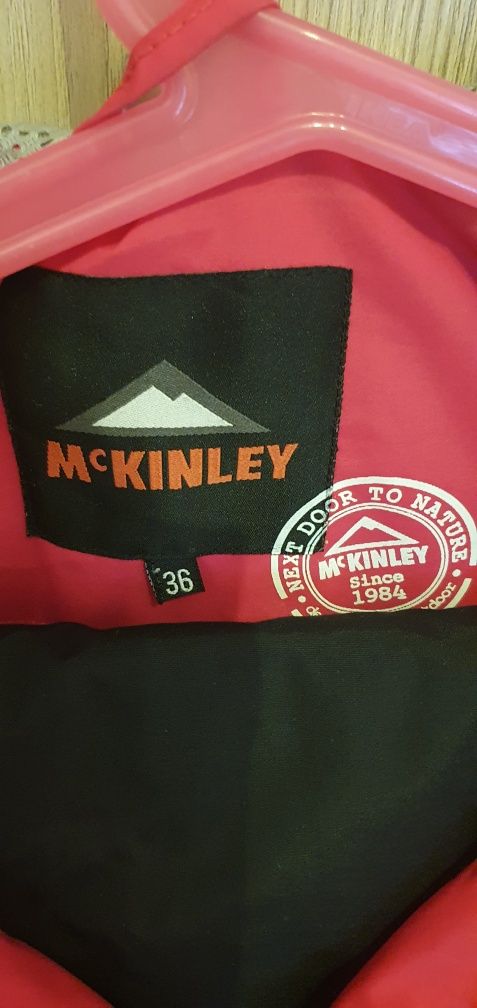 McKINLEY
36
NEXT DOOR TO NATURE
McKINLEY
Since
1984